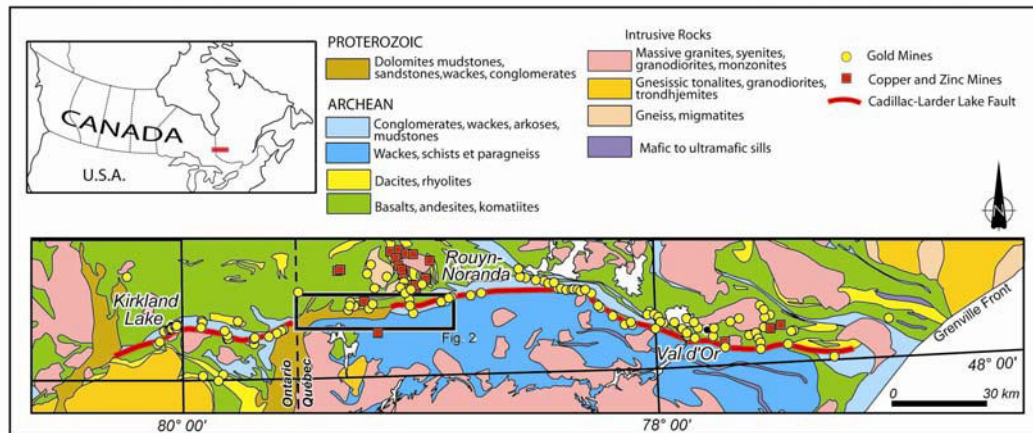 CANADA
U.S.A.
PROTEROZOIC
Dolomites mudstones,
sandstones,wackes, conglomerates
ARCHEAN
Conglomerates, wackes, arkoses,
mudstones
Wackes, schists et paragneiss
Dacites, rhyolites
Basalts, andesites, komatiites
Intrusive Rocks
Massive granites, syenites,
granodiorites, monzonites
Gneissic tonalites, granodiorites,
trondhjemites
Gneiss, migmatites
Mafic to ultramafic sills
Gold Mines
Copper and Zinc Mines
Cadillac-Larder Lake Fault
N
Rouyn-
Noranda
Kirkland
Lake
Fig. 2
Val d'Or
Grenville Front
Ontario
Québec
48° 00'
0 30 km
80° 00'
78° 00'